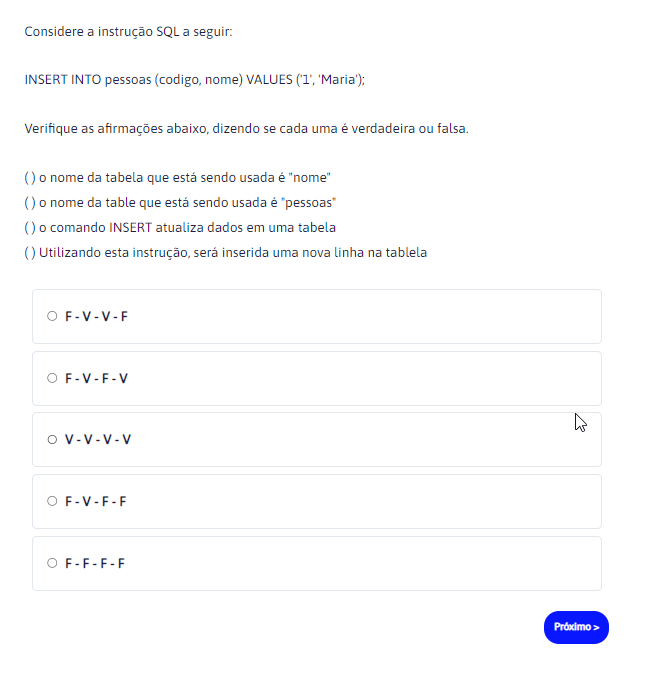 Considere a instrução SQL a seguir:
INSERT INTO pessoas (codigo, nome) VALUES ('1', 'Maria');
Verifique as afirmações abaixo, dizendo se cada uma é verdadeira ou falsa.
( ) o nome da tabela que está sendo usada é "nome"
( ) o nome da table que está sendo usada é "pessoas"
( ) o comando INSERT atualiza dados em uma tabela
( ) Utilizando esta instrução, será inserida uma nova linha na tablela
F - V - V - F
F - V - F - V
V - V - V - V
F - V - F - F
F - F - F - F
Próximo >